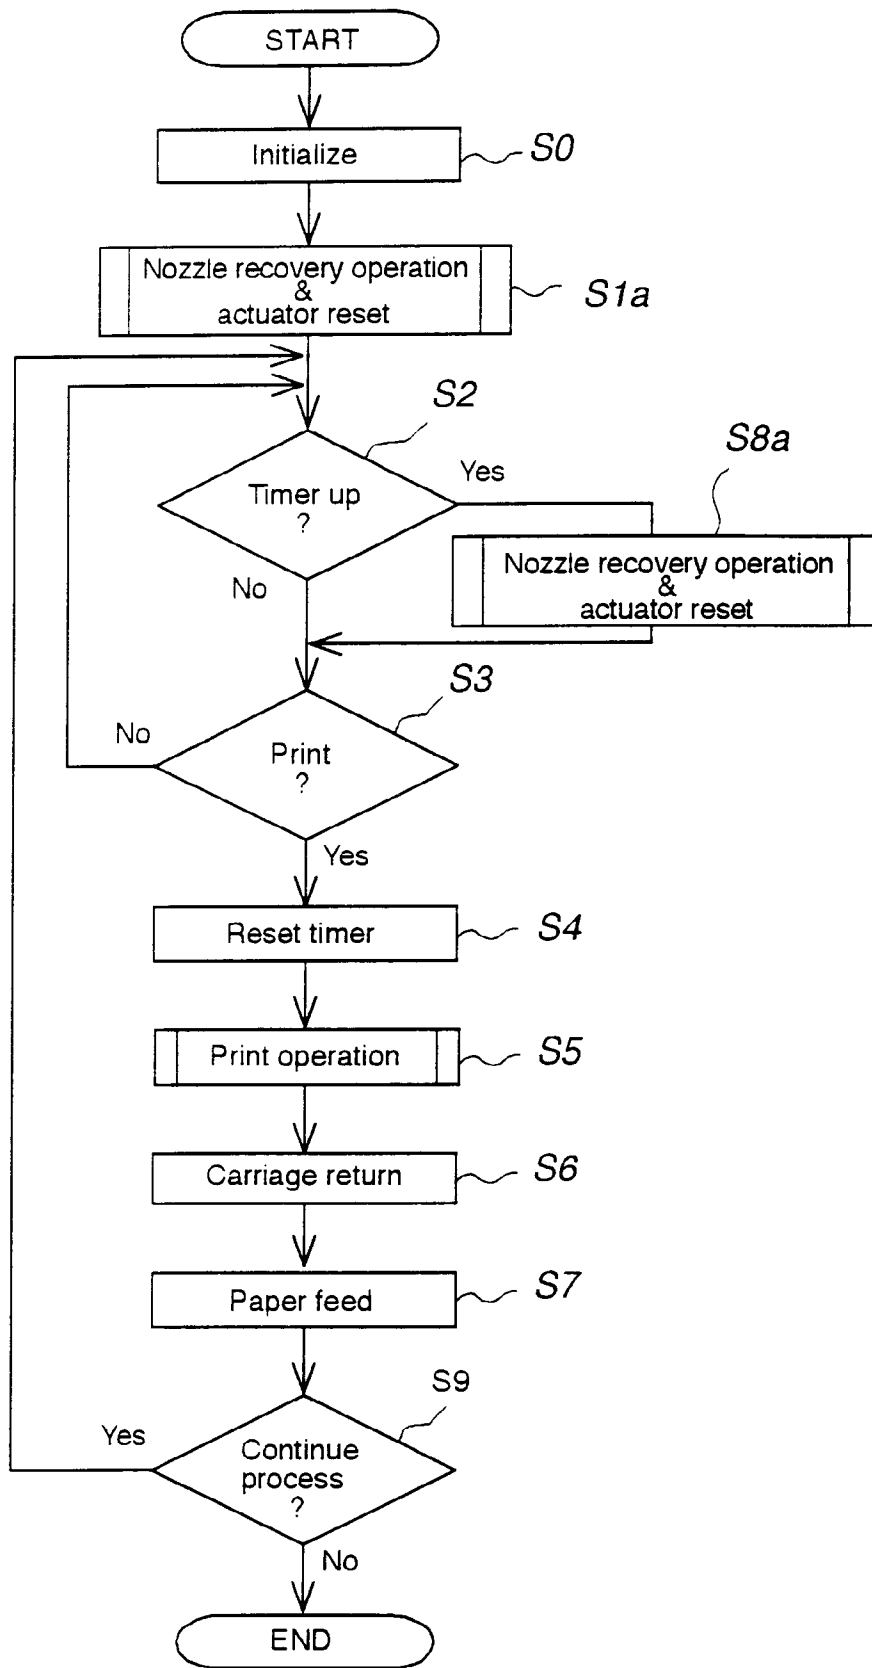 START
Initialize
S0
Nozzle recovery operation
&
actuator reset
S1a
S2
Timer up
?
Yes
No
S8a
Nozzle recovery operation
&
actuator reset
S3
Print
?
No
Yes
Reset timer
S4
Print operation
S5
Carriage return
S6
Paper feed
S7
S9
Continue
process
?
Yes
No
END